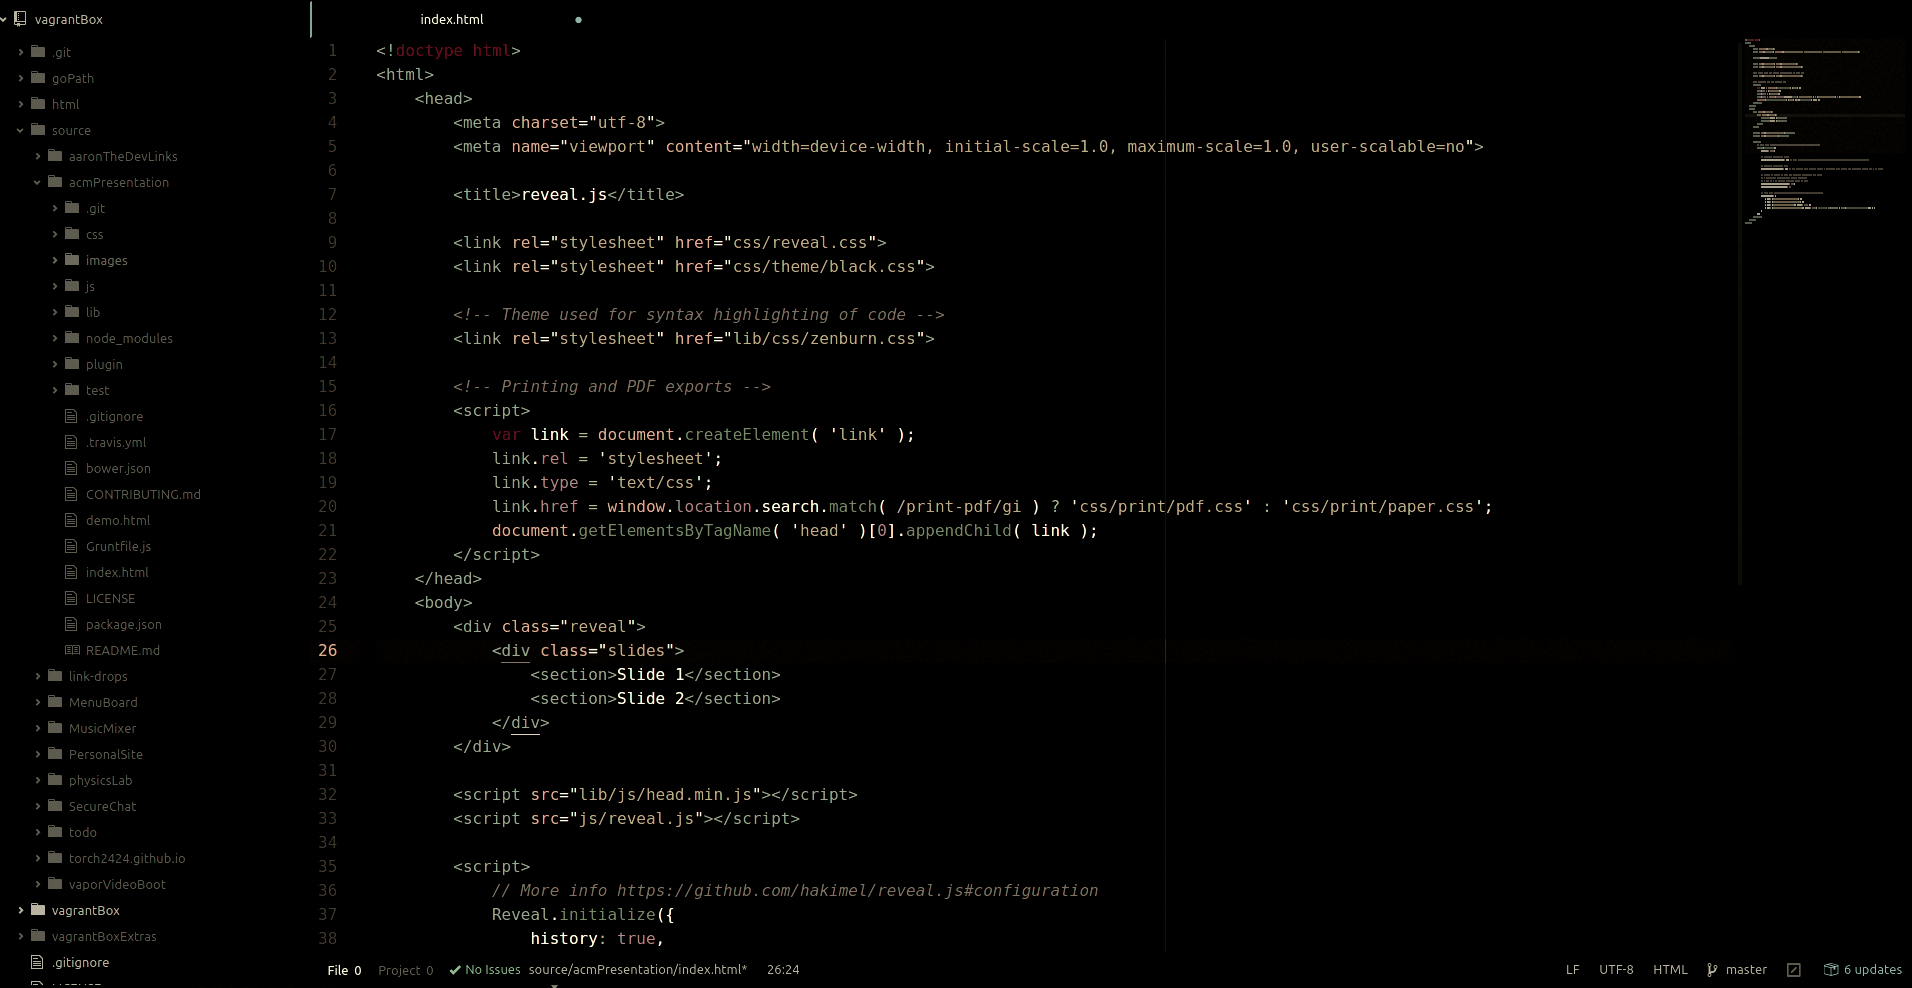 vagrantBox
.git
goPath
html
source
aaronTheDevLinks
acmPresentation
.git
css
images
js
lib
node_modules
plugin
test
.gitignore
.travis.yml
bower.json
CONTRIBUTING.md
demo.html
Gruntfile.js
index.html
LICENSE
package.json
README.md
link-drops
MenuBoard
MusicMixer
PersonalSite
physicsLab
SecureChat
todo
torch2424.github.io
vaporVideoBoot
vagrantBox
vagrantBoxExtras
.gitignore
index.html
1 <!doctype html>
2 <html>
3 <head>
4 <meta charset="utf-8">
5 <meta name="viewport" content="width=device-width, initial-scale=1.0, maximum-scale=1.0, user-scalable=no">
6
7 <title>reveal.js</title>
8
9 <link rel="stylesheet" href="css/reveal.css">
10 <link rel="stylesheet" href="css/theme/black.css">
11
12 <!-- Theme used for syntax highlighting of code -->
13 <link rel="stylesheet" href="lib/css/zenburn.css">
14
15 <!-- Printing and PDF exports -->
16 <script>
17 var link = document.createElement( 'link' );
18 link.rel = 'stylesheet';
19 link.type = 'text/css';
20 link.href = window.location.search.match( /print-pdf/gi ) ? 'css/print/pdf.css' : 'css/print/paper.css';
21 document.getElementsByTagName( 'head' )[0].appendChild( link );
22 </script>
23 </head>
24 <body>
25 <div class="reveal">
26 <div class="slides">
27 <section>Slide 1</section>
28 <section>Slide 2</section>
29 </div>
30 </div>
31
32 <script src="lib/js/head.min.js"></script>
33 <script src="js/reveal.js"></script>
34
35 <script>
36 // More info https://github.com/hakimel/reveal.js#configuration
37 Reveal.initialize({
38 history: true,
File 0 Project 0 No Issues source/acmPresentation/index.html* 26:24 LF UTF-8 HTML master 6 updates